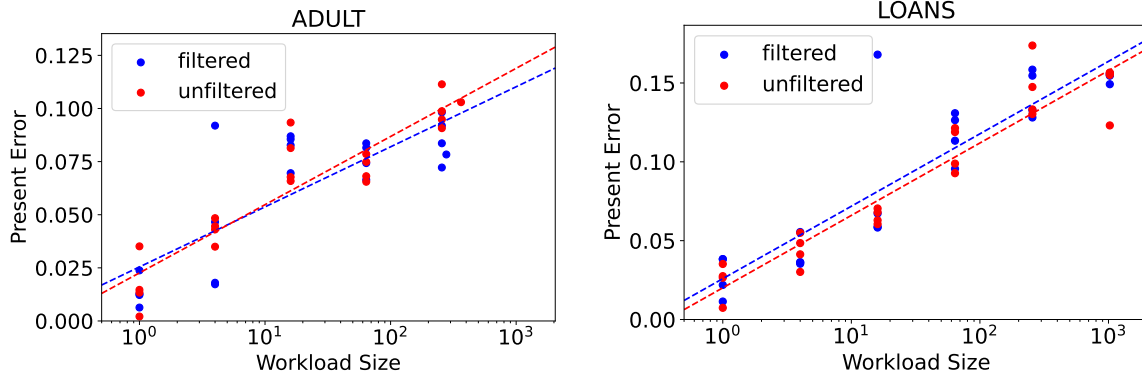 ADULT
filtered
unfiltered
0.125
0.100
0.075
0.050
0.025
0.000
Present Error
10⁰
10¹
10²
10³
Workload Size
LOANS
filtered
unfiltered
0.15
0.10
0.05
0.00
Present Error
10⁰
10¹
10²
10³
Workload Size